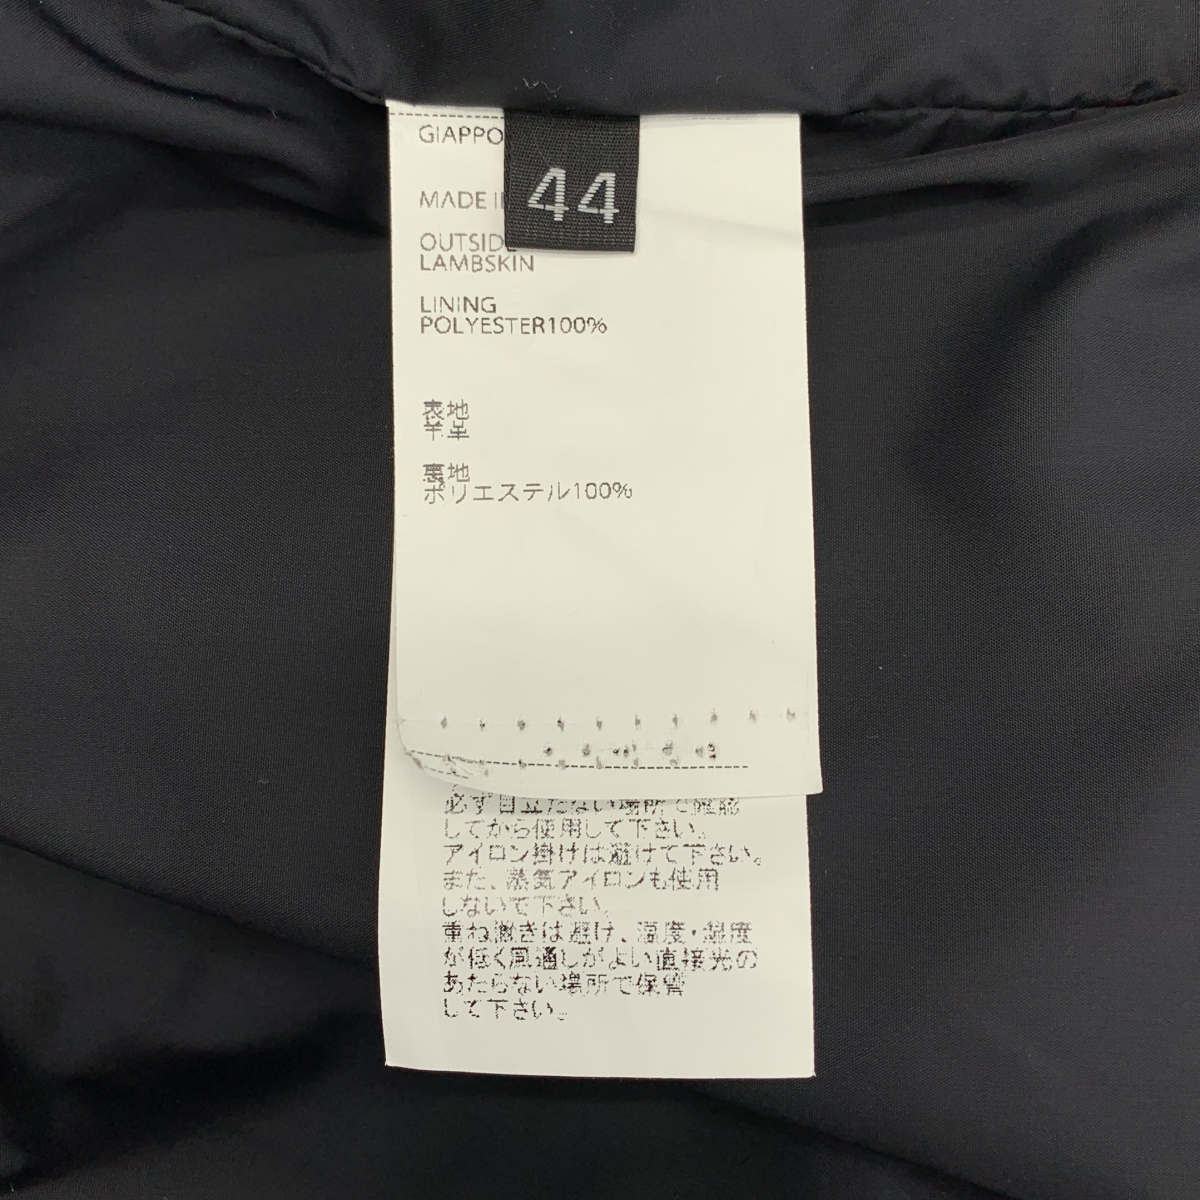 GIAPPO
44
MADE I
OUTSIDE
LAMBSKIN
LINING
POLYESTER100%
表地
羊革
裏地
ポリエステル100%
必ず目立たない場所で確認
してから使用して下さい。
アイロン掛けは避けて下さい。
また、蒸気アイロンも使用
しないで下さい。
重ね置きは避け、温度・湿度
が低く風通しがよい直接光の
あたらない場所で保管
して下さい。